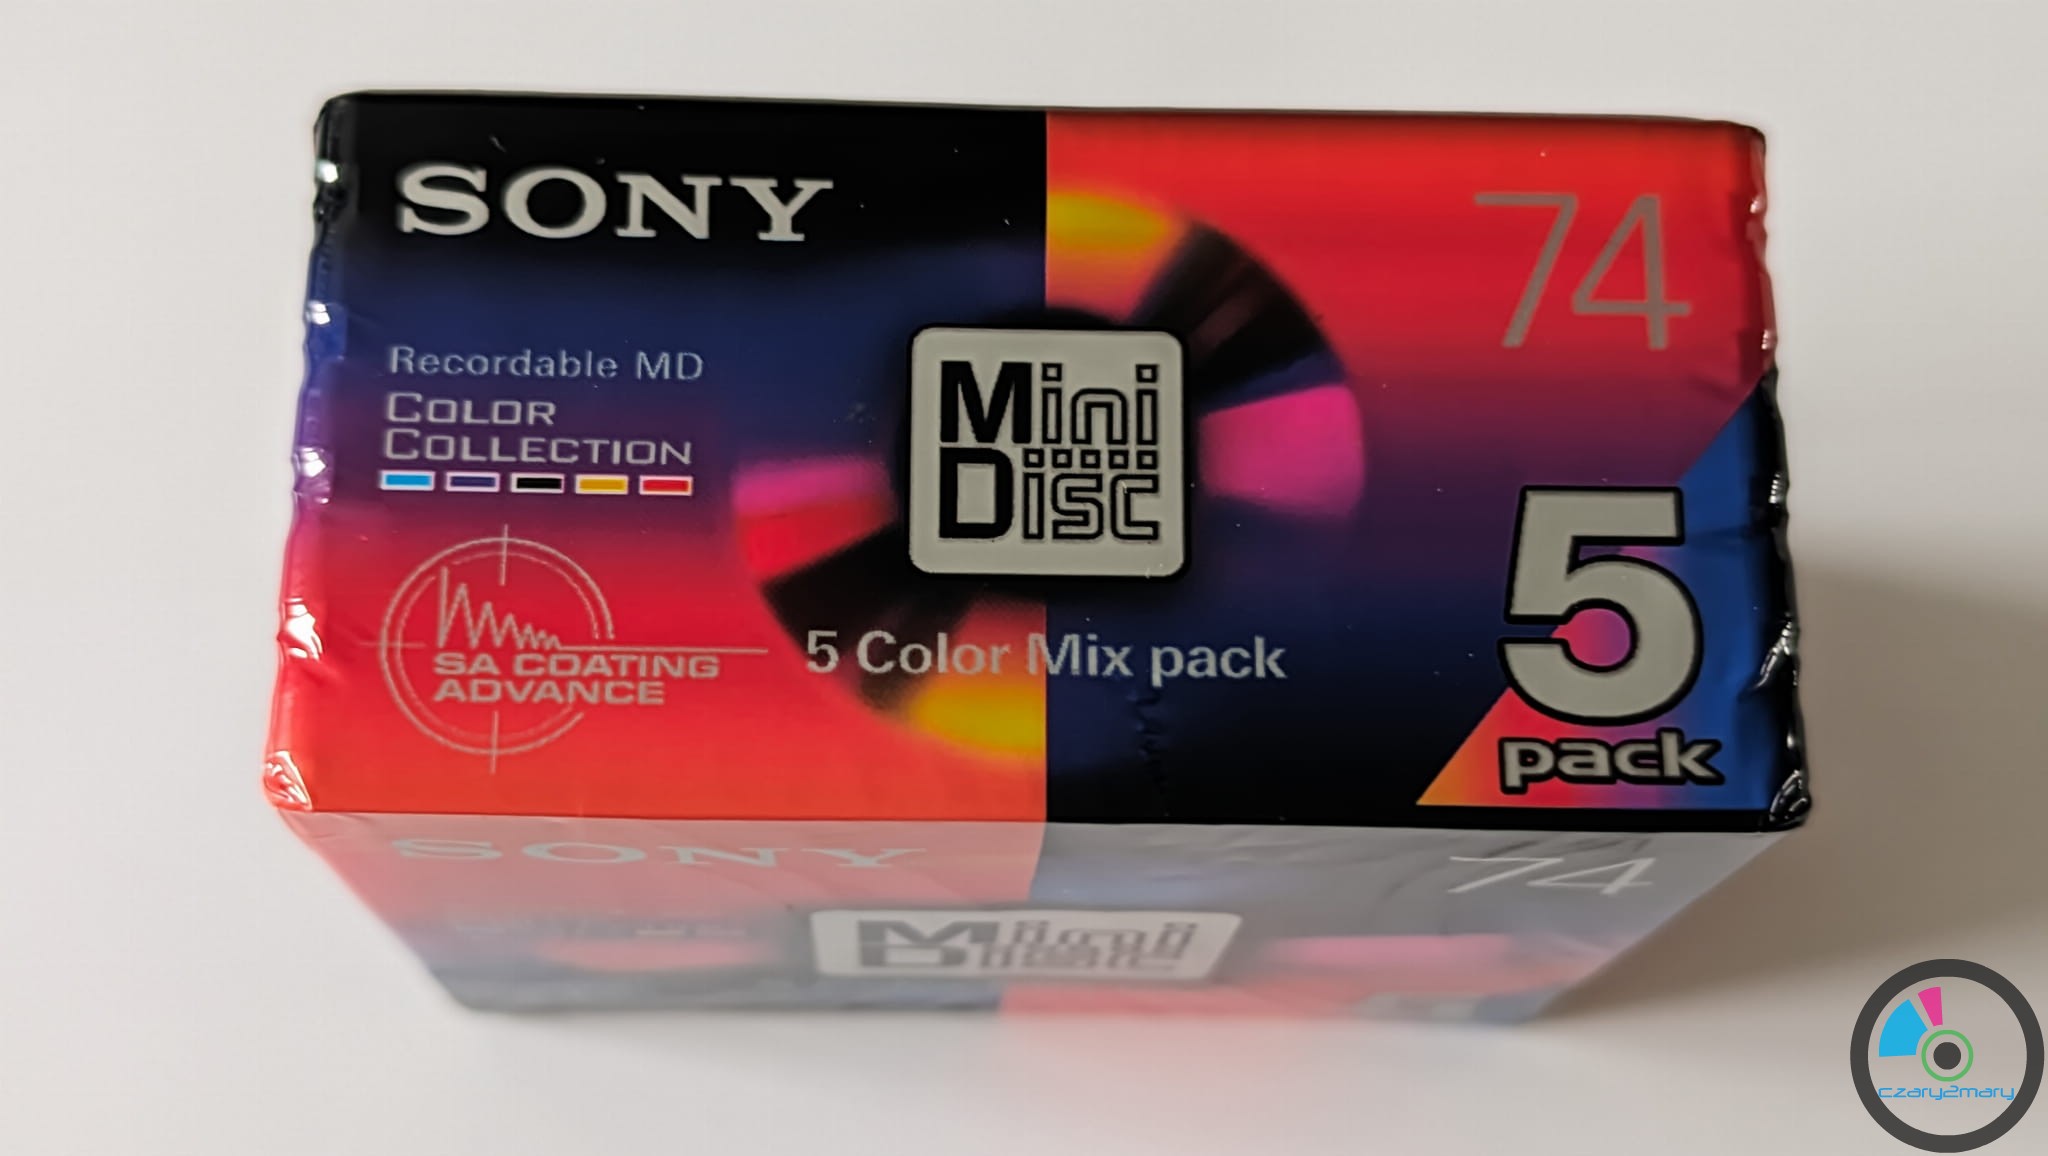 SONY
74
Recordable MD
COLOR
COLLECTION
Mini
Disc
5
pack
SA COATING
ADVANCE
5 Color Mix pack
SONY
74
Mini
Disc
czary2mary